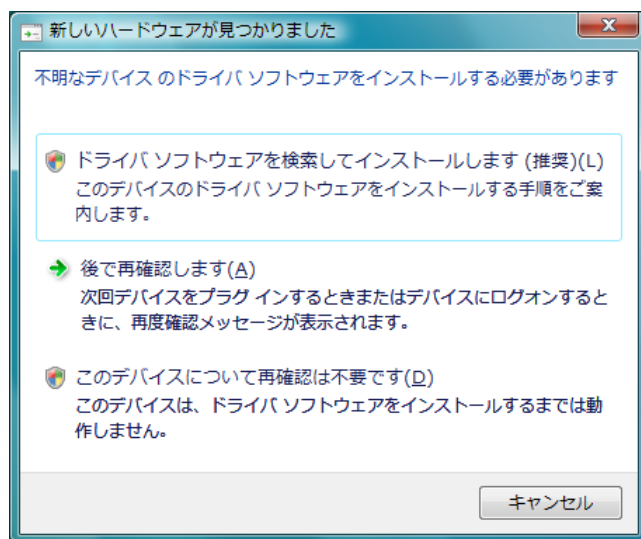 新しいハードウェアが見つかりました
不明なデバイス のドライバ ソフトウェアをインストールする必要があります
ドライバ ソフトウェアを検索してインストールします (推奨)(L)
このデバイスのドライバ ソフトウェアをインストールする手順をご案
内します。
後で再確認します(A)
次回デバイスをプラグ インするときまたはデバイスにログオンすると
きに、再度確認メッセージが表示されます。
このデバイスについて再確認は不要です(D)
このデバイスは、ドライバ ソフトウェアをインストールするまでは動
作しません。
キャンセル